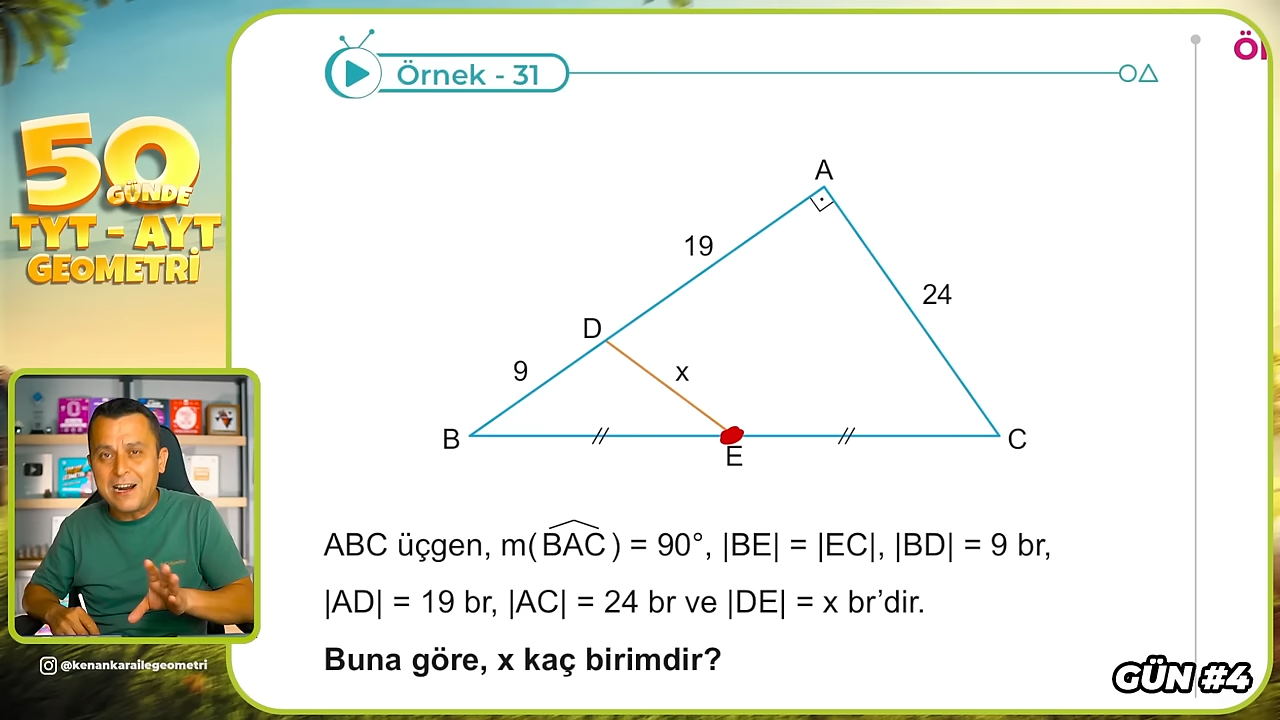 50
GÜNDE
TYT - AYT
GEOMETRİ
Örnek - 31
A
19
24
D
9
x
B
C
E
ABC üçgen, m(BAC) = 90°, |BE| = |EC|, |BD| = 9 br,
|AD| = 19 br, |AC| = 24 br ve |DE| = x br’dir.
Buna göre, x kaç birimdir?
@kenankarailegeometri
GÜN #4